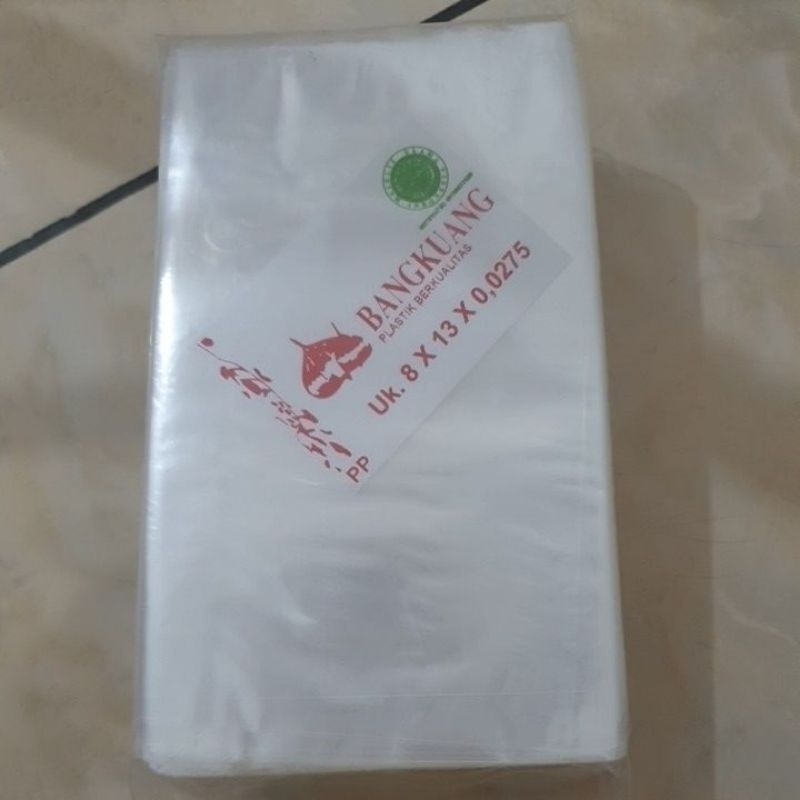 BANGKUANG
PLASTIK BERKUALITAS
Uk. 8 X 13 X 0,0275
PP